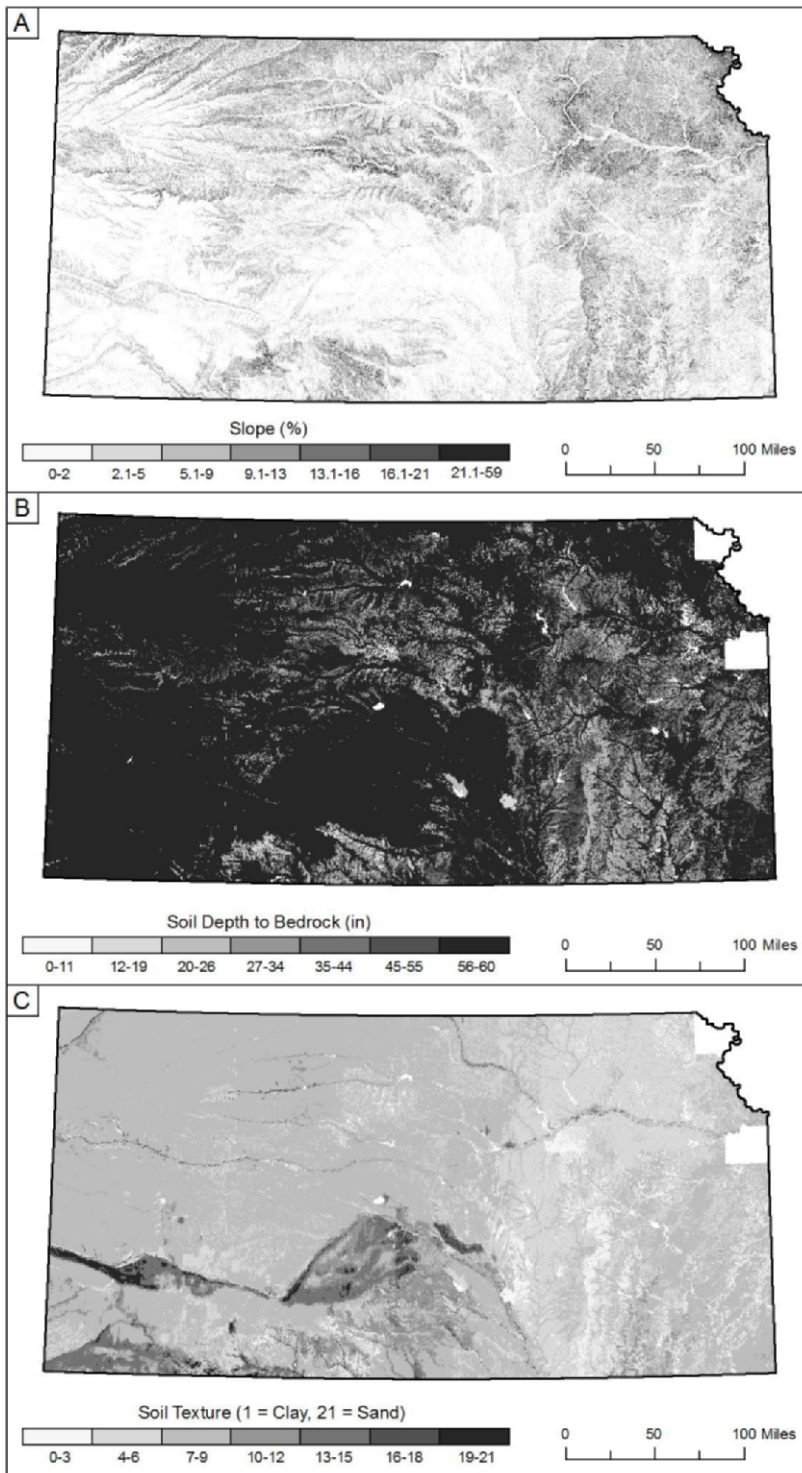 A
Slope (%)
0-2 2.1-5 5.1-9 9.1-13 13.1-16 16.1-21 21.1-59
0 50 100 Miles
B
Soil Depth to Bedrock (in)
0-11 12-19 20-26 27-34 35-44 45-55 56-60
0 50 100 Miles
C
Soil Texture (1 = Clay, 21 = Sand)
0-3 4-6 7-9 10-12 13-15 16-18 19-21
0 50 100 Miles